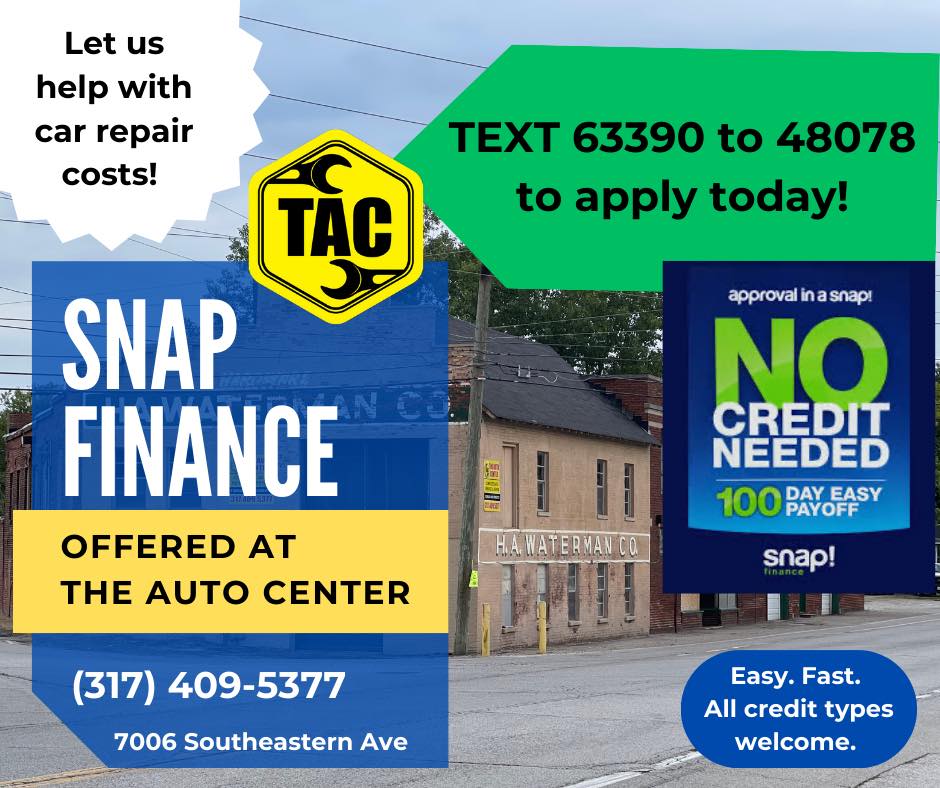 Let us
help with
car repair
costs!
TEXT 63390 to 48078
to apply today!
TAC
SNAP
FINANCE
H.A. WATERMAN CO.
OFFERED AT
THE AUTO CENTER
(317) 409-5377
7006 Southeastern Ave
H.A. WATERMAN CO.
approval in a snap!
NO
CREDIT
NEEDED
100 DAY EASY
PAYOFF
snap!
finance
Easy. Fast.
All credit types
welcome.